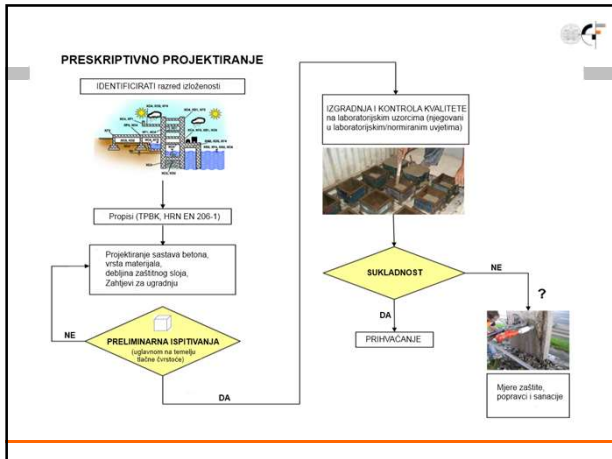 PRESKRIPTIVNO PROJEKTIRANJE
IDENTIFICIRATI razred izloženosti
Propisi (TPBK, HRN EN 206-1)
Projektiranje sastava betona,
vrsta materijala,
debljina zaštitnog sloja,
Zahtjevi za ugradnju
NE
PRELIMINARNA ISPITIVANJA
(uglavnom na temelju
tlačne čvrstoće)
DA
IZGRADNJA I KONTROLA KVALITETE
na laboratorijskim uzorcima (njegovani
u laboratorijskim/normiranim uvjetima)
SUKLADNOST
NE
?
DA
PRIHVAĆANJE
Mjere zaštite,
popravci i sanacije